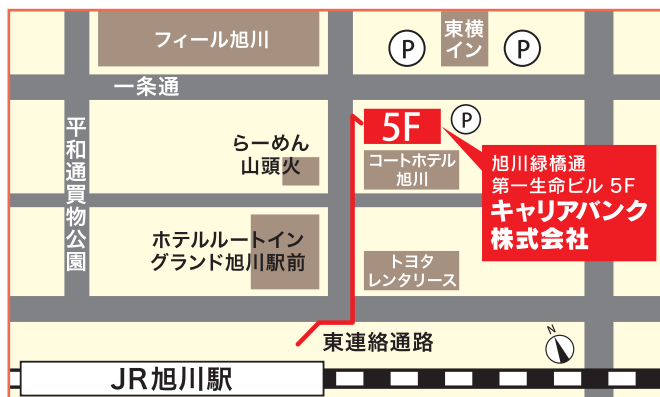 フィール旭川
P
東横
イン
P
一条通
平和通買物公園
らーめん
山頭火
5F
P
コートホテル
旭川
旭川緑橋通
第一生命ビル 5F
キャリアバンク
株式会社
ホテルルートイン
グランド旭川駅前
トヨタ
レンタリース
東連絡通路
N
JR旭川駅